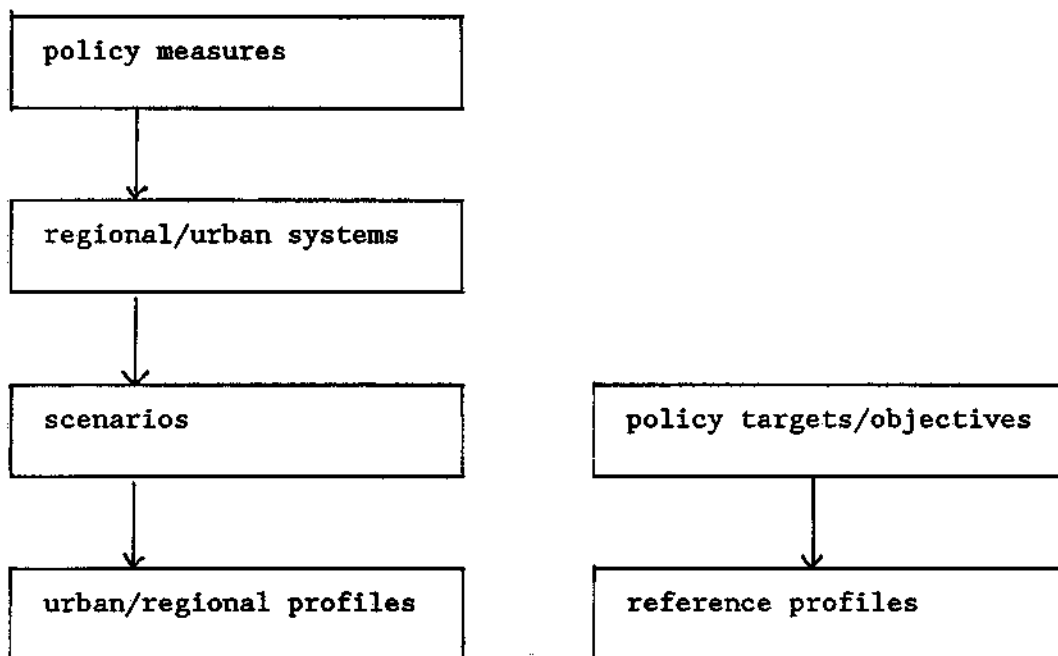 policy measures
regional/urban systems
scenarios
policy targets/objectives
urban/regional profiles
reference profiles